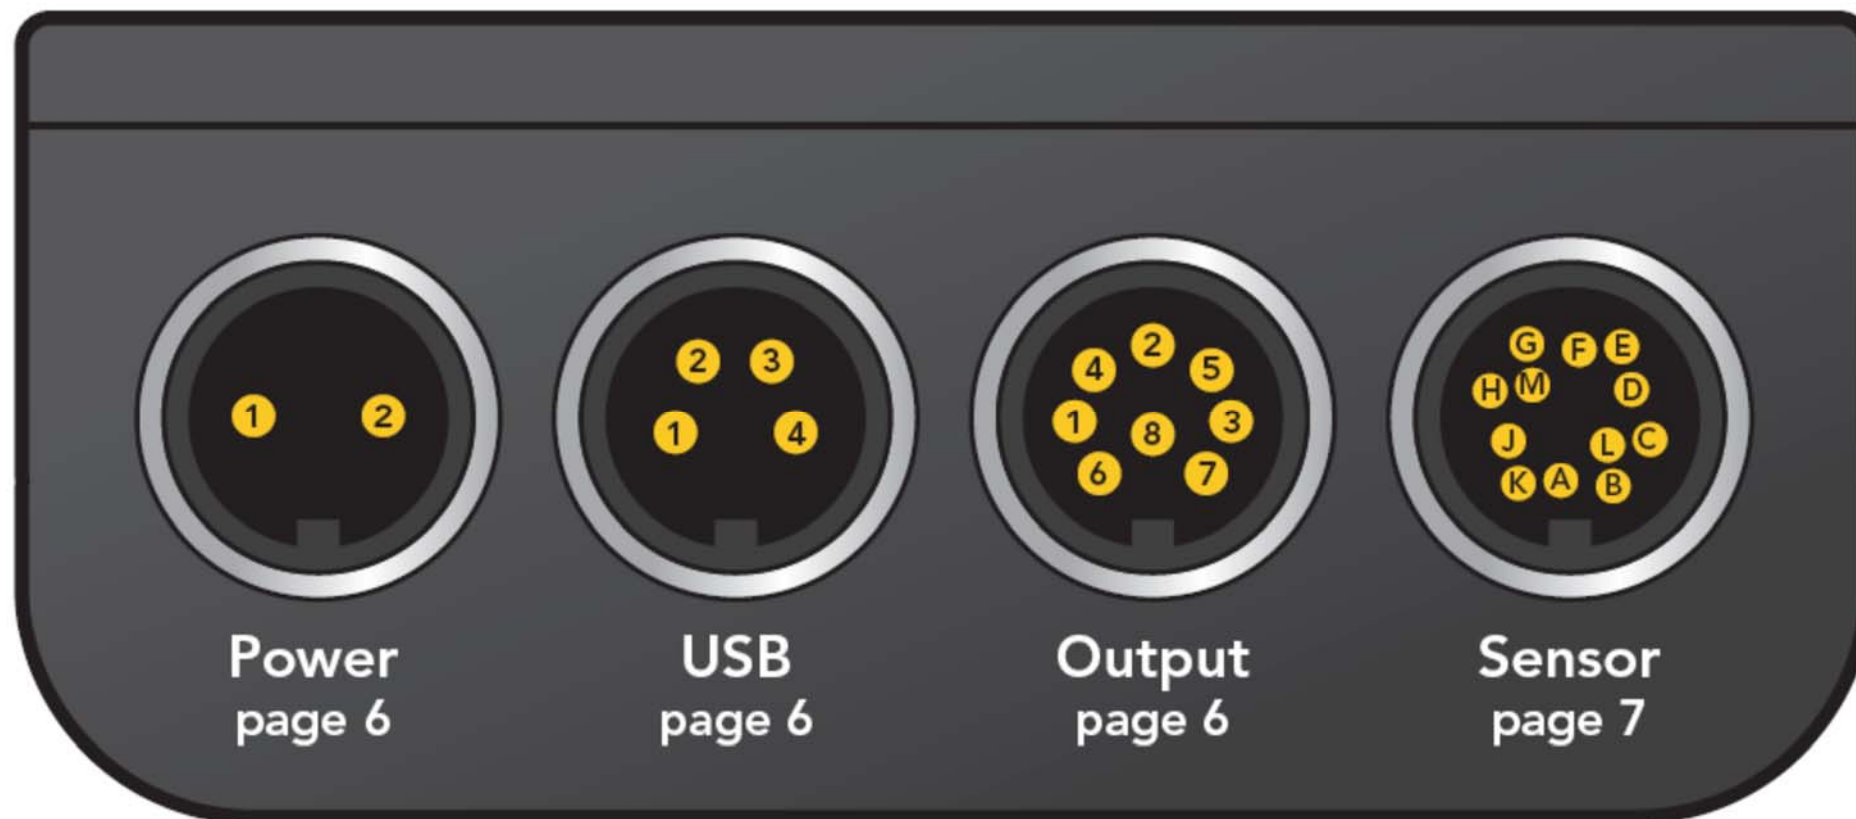 1 2
2 3
1 4
2
4 5
1 8 3
6 7
G F E
H M D
J L C
K A B
Power USB Output Sensor
page 6 page 6 page 6 page 7